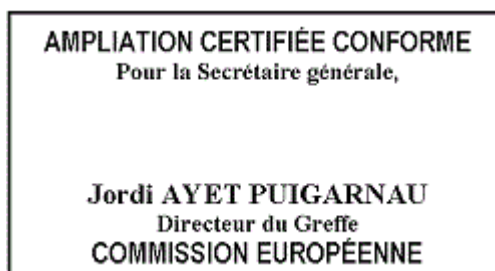 AMPLIATION CERTIFIÉE CONFORME
Pour la Secrétaire générale,
Jordi AYET PUIGARNAU
Directeur du Greffe
COMMISSION EUROPÉENNE